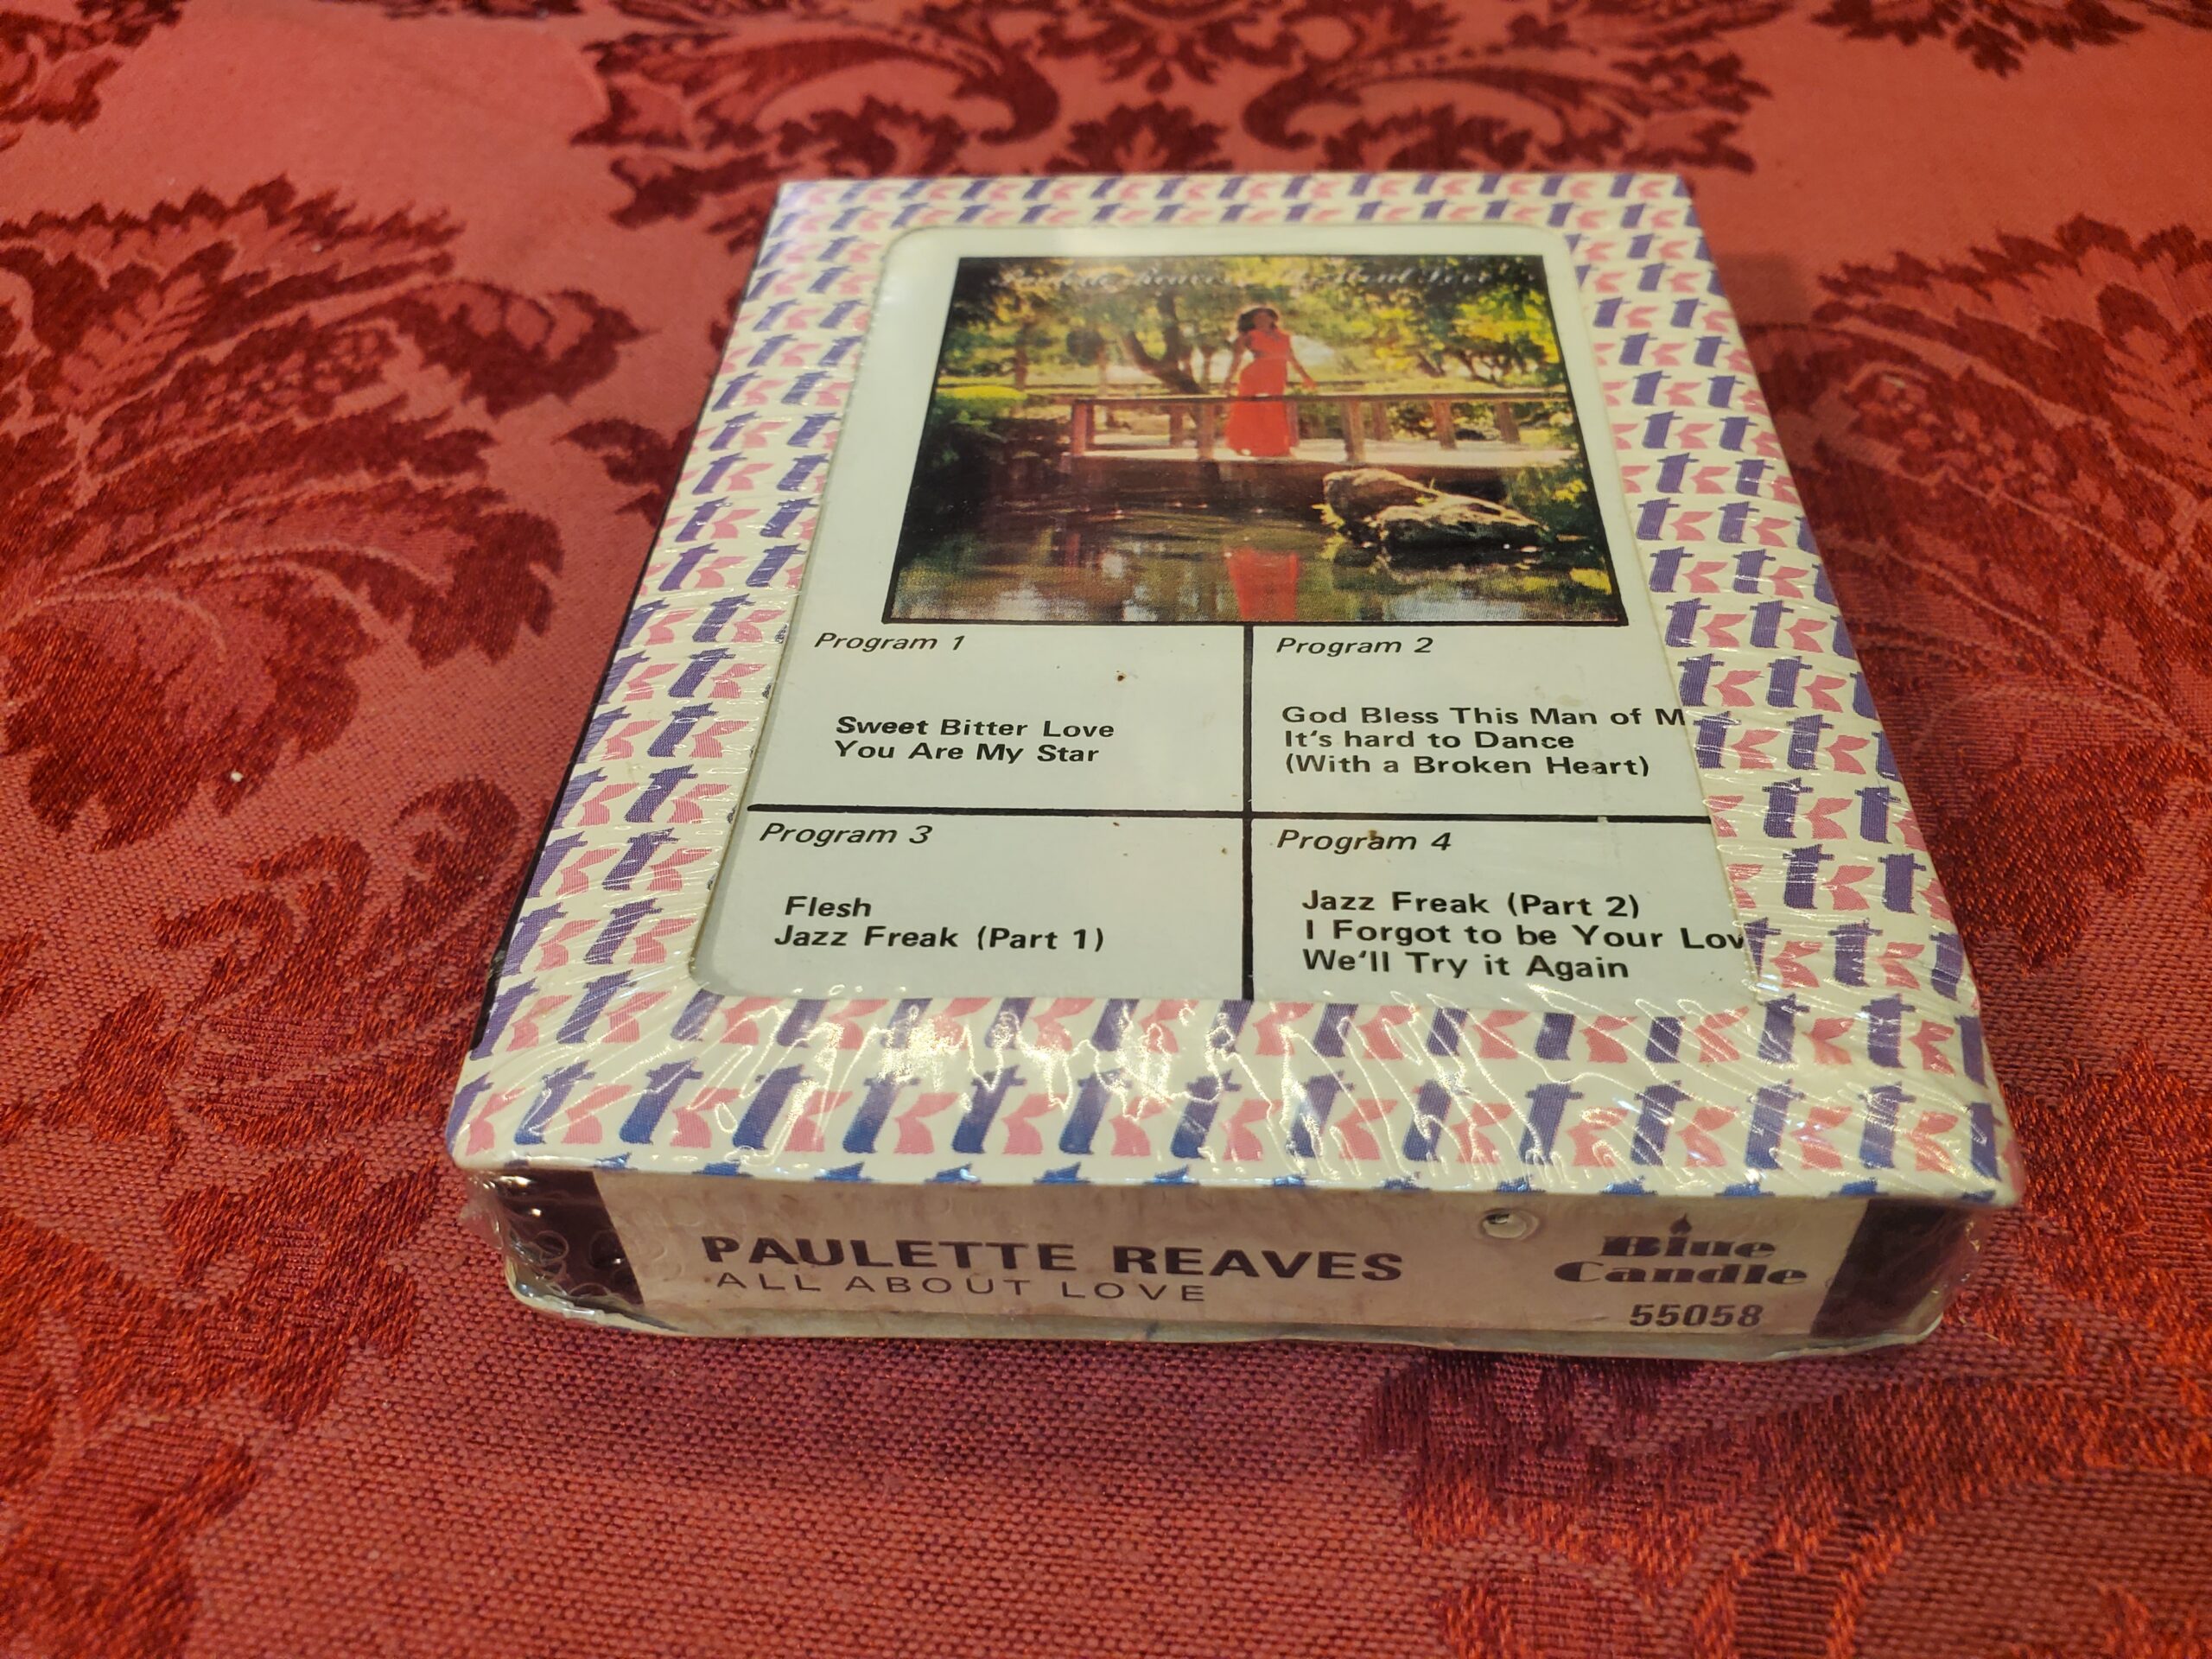 Program 1
Sweet Bitter Love
You Are My Star
Program 2
God Bless This Man of M
It's hard to Dance
(With a Broken Heart)
Program 3
Flesh
Jazz Freak (Part 1)
Program 4
Jazz Freak (Part 2)
I Forgot to be Your Lov
We'll Try it Again
PAULETTE REAVES
ALL ABOUT LOVE
Blue
Candle
55058